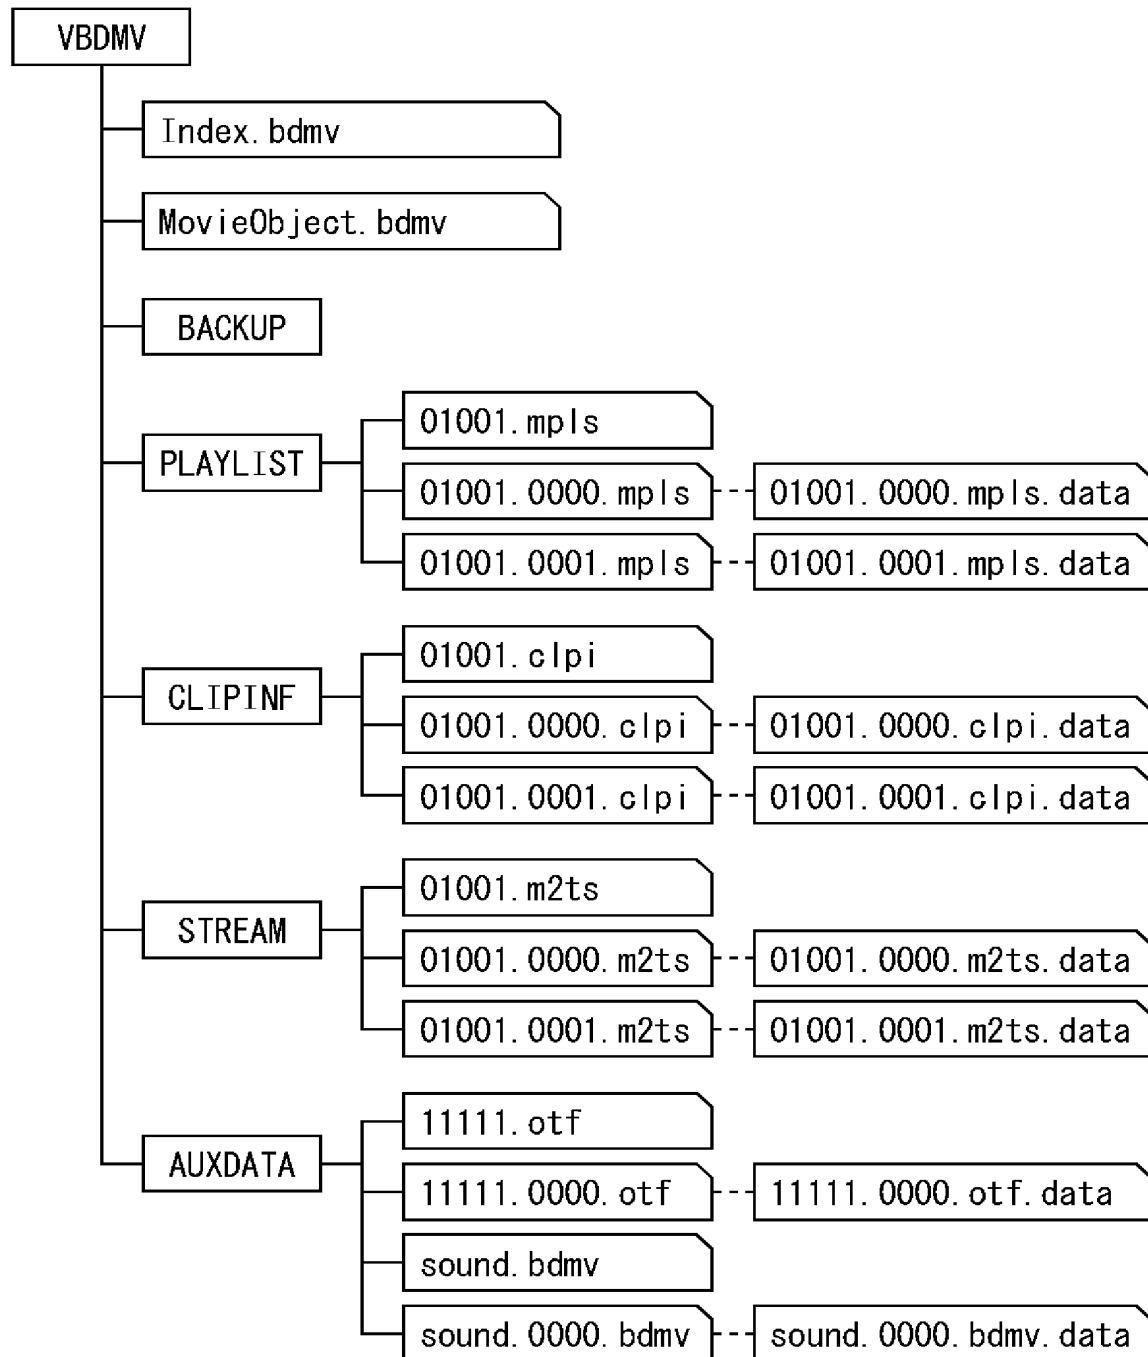 VBDMV
Index.bdmv
MovieObject.bdmv
BACKUP
PLAYLIST
01001.mpls
01001.0000.mpls
01001.0000.mpls.data
01001.0001.mpls
01001.0001.mpls.data
CLIPINF
01001.clpi
01001.0000.clpi
01001.0000.clpi.data
01001.0001.clpi
01001.0001.clpi.data
STREAM
01001.m2ts
01001.0000.m2ts
01001.0000.m2ts.data
01001.0001.m2ts
01001.0001.m2ts.data
AUXDATA
11111.otf
11111.0000.otf
11111.0000.otf.data
sound.bdmv
sound.0000.bdmv
sound.0000.bdmv.data